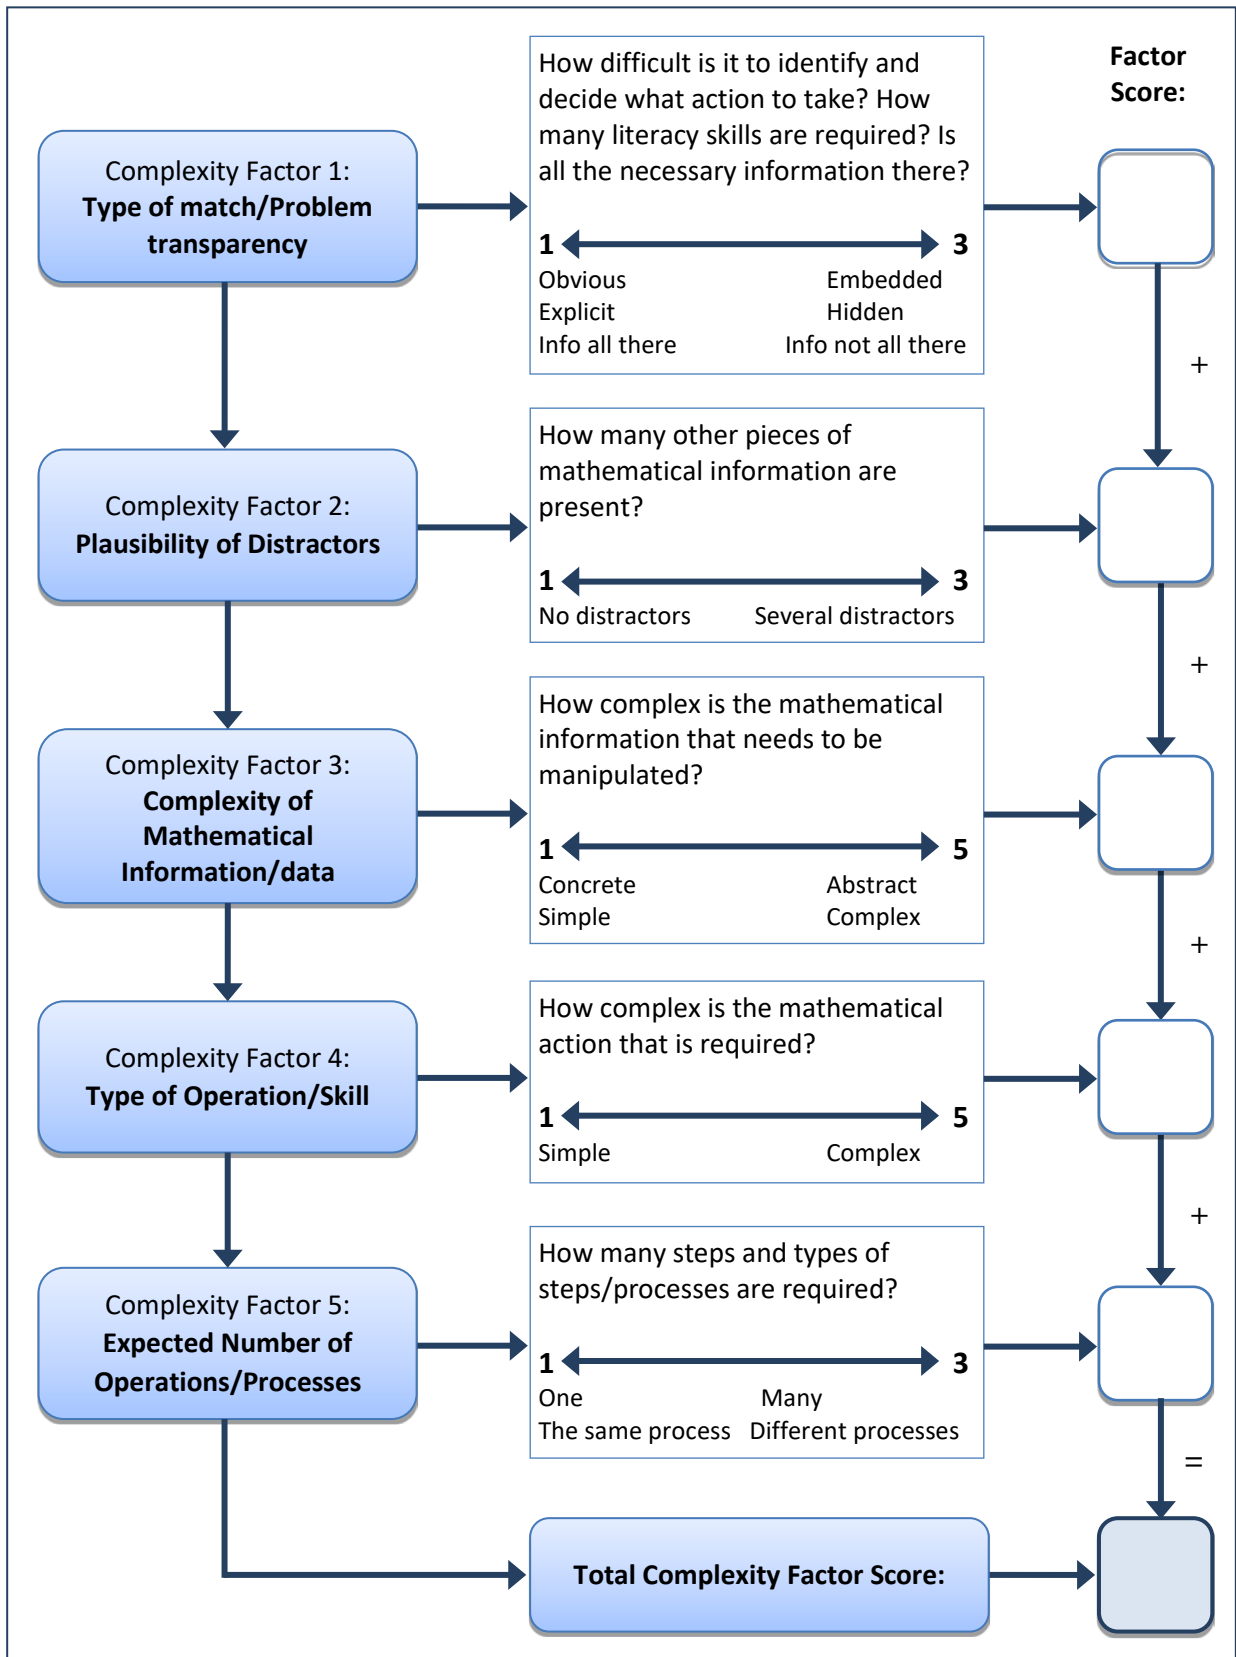 Factor
Score:
Complexity Factor 1:
Type of match/Problem
transparency
How difficult is it to identify and
decide what action to take? How
many literacy skills are required? Is
all the necessary information there?
1 3
Obvious Embedded
Explicit Hidden
Info all there Info not all there
+
Complexity Factor 2:
Plausibility of Distractors
How many other pieces of
mathematical information are
present?
1 3
No distractors Several distractors
+
Complexity Factor 3:
Complexity of
Mathematical
Information/data
How complex is the mathematical
information that needs to be
manipulated?
1 5
Concrete Abstract
Simple Complex
+
Complexity Factor 4:
Type of Operation/Skill
How complex is the mathematical
action that is required?
1 5
Simple Complex
+
Complexity Factor 5:
Expected Number of
Operations/Processes
How many steps and types of
steps/processes are required?
1 3
One Many
The same process Different processes
=
Total Complexity Factor Score: